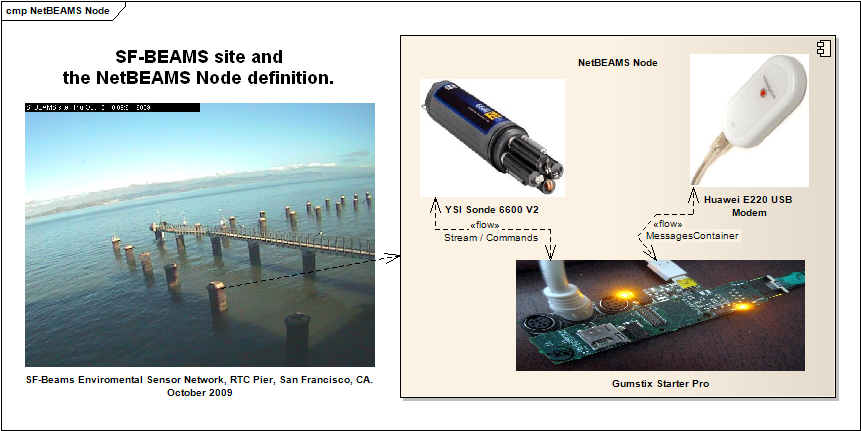 cmp NetBEAMS Node
SF-BEAMS site and
the NetBEAMS Node definition.
NetBEAMS Node
YSI Sonde 6600 V2
Huawei E220 USB
Modem
«flow»
Stream / Commands
«flow»
MessagesContainer
Gumstix Starter Pro
SF-Beams Enviromental Sensor Network, RTC Pier, San Francisco, CA.
October 2009